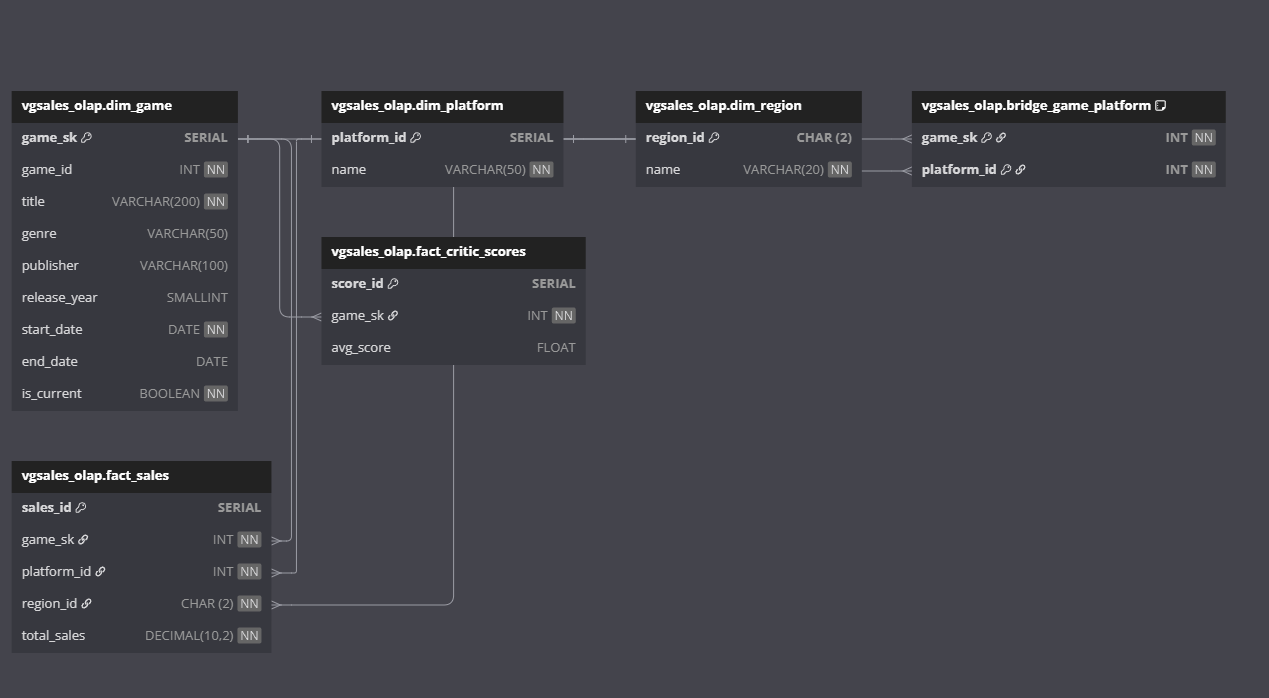 vgsales_olap.dim_game
game_sk SERIAL
game_id INT NN
title VARCHAR(200) NN
genre VARCHAR(50)
publisher VARCHAR(100)
release_year SMALLINT
start_date DATE NN
end_date DATE
is_current BOOLEAN NN
vgsales_olap.dim_platform
platform_id SERIAL
name VARCHAR(50) NN
vgsales_olap.dim_region
region_id CHAR (2)
name VARCHAR(20) NN
vgsales_olap.bridge_game_platform
game_sk INT NN
platform_id INT NN
vgsales_olap.fact_critic_scores
score_id SERIAL
game_sk INT NN
avg_score FLOAT
vgsales_olap.fact_sales
sales_id SERIAL
game_sk INT NN
platform_id INT NN
region_id CHAR (2) NN
total_sales DECIMAL(10,2) NN